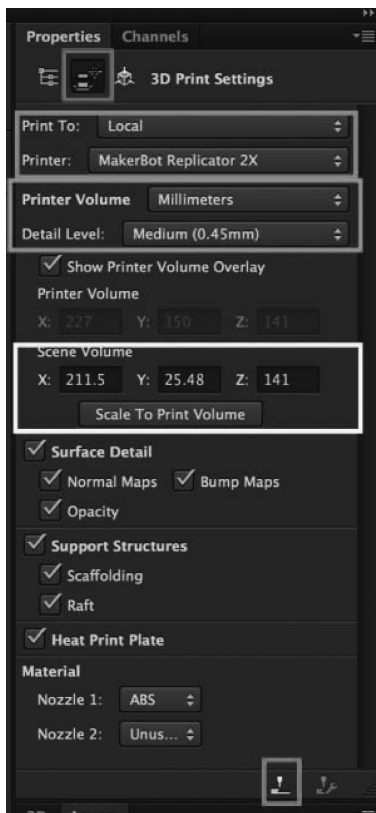 Properties Channels
3D Print Settings
Print To: Local
Printer: MakerBot Replicator 2X
Printer Volume Millimeters
Detail Level: Medium (0.45mm)
Show Printer Volume Overlay
Printer Volume
X: 227 Y: 150 Z: 141
Scene Volume
X: 211.5 Y: 25.48 Z: 141
Scale To Print Volume
Surface Detail
Normal Maps Bump Maps
Opacity
Support Structures
Scaffolding
Raft
Heat Print Plate
Material
Nozzle 1: ABS
Nozzle 2: Unus...